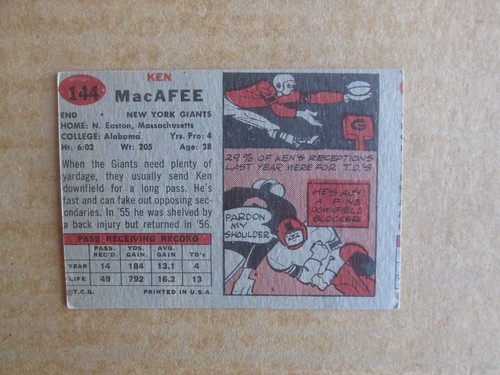 144
KEN
MacAFEE
END NEW YORK GIANTS
HOME: N. Easton, Massachusetts
COLLEGE: Alabama Yrs. Pro: 4
Ht: 6:02 Wt: 205 Age: 28
When the Giants need plenty of
yardage, they usually send Ken
downfield for a long pass. He's
fast and can fake out opposing sec-
ondaries. In '55 he was shelved by
a back injury but returned in '56.
PASS RECEIVING RECORD
PASS. REC'D. YDS. GAIN. AVR. GAIN. TD's
YEAR 14 184 13.1 4
LIFE 49 792 16.2 13
©T.C.G. PRINTED IN U.S.A.
G
29% OF KEN'S RECEPTIONS
LAST YEAR WERE FOR T.D.'S
PARDON
MY
SHOULDER
HE'S ALSO
A FINE
DOWNFIELD
BLOCKER